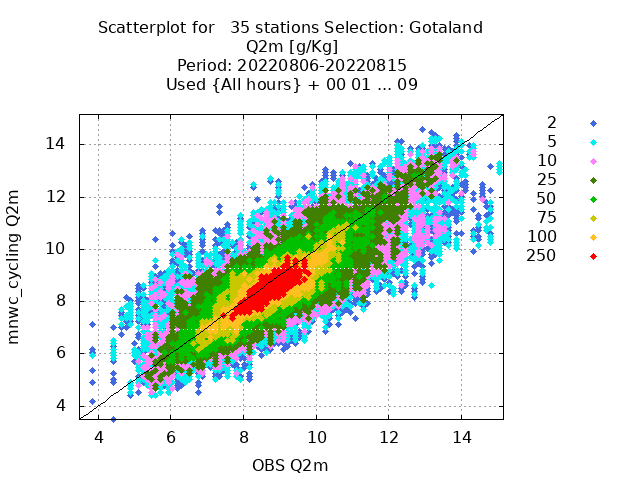 Scatterplot for   35 stations Selection: Gotaland
Q2m [g/Kg]
Period: 20220806-20220815
Used {All hours} + 00 01 ... 09
2
5
10
25
50
75
100
250
14
12
10
8
6
4
mnwc_cycling Q2m
4 6 8 10 12 14
OBS Q2m